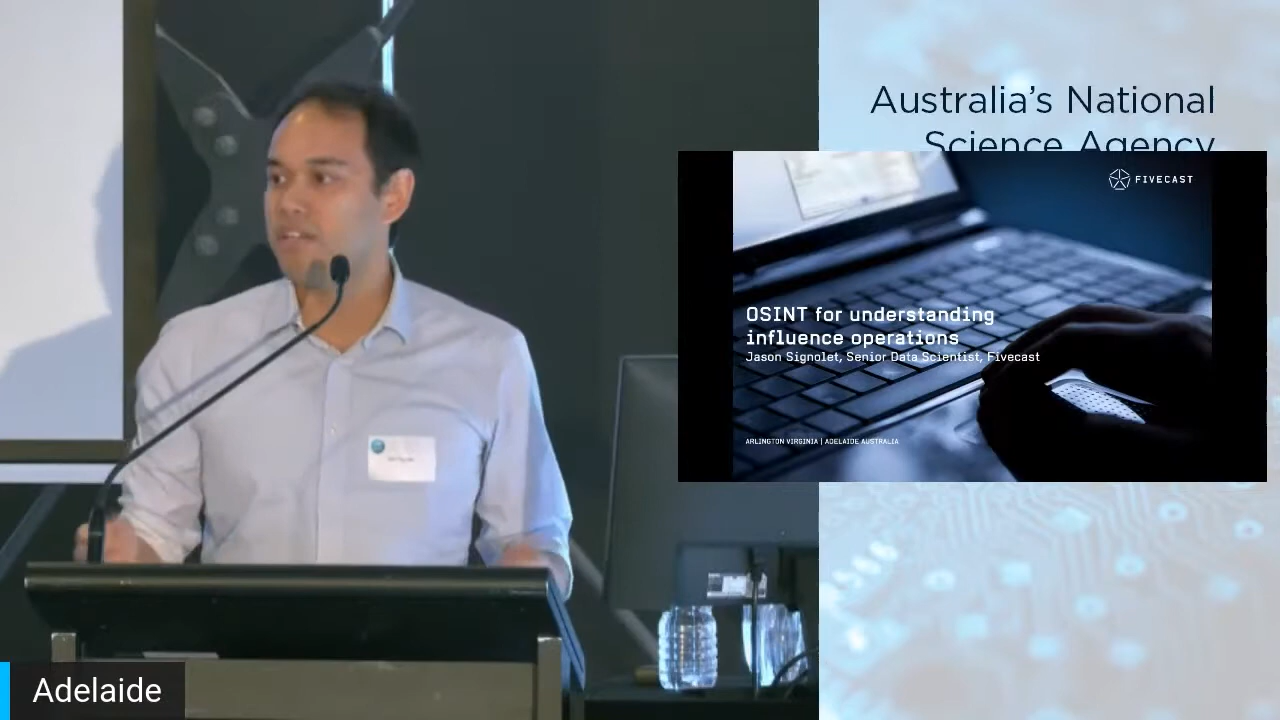 Australia's National
Science Agency
FIVECAST
OSINT for understanding
influence operations
Jason Signolet, Senior Data Scientist, Fivecast
ARLINGTON VIRGINIA | ADELAIDE AUSTRALIA
Adelaide